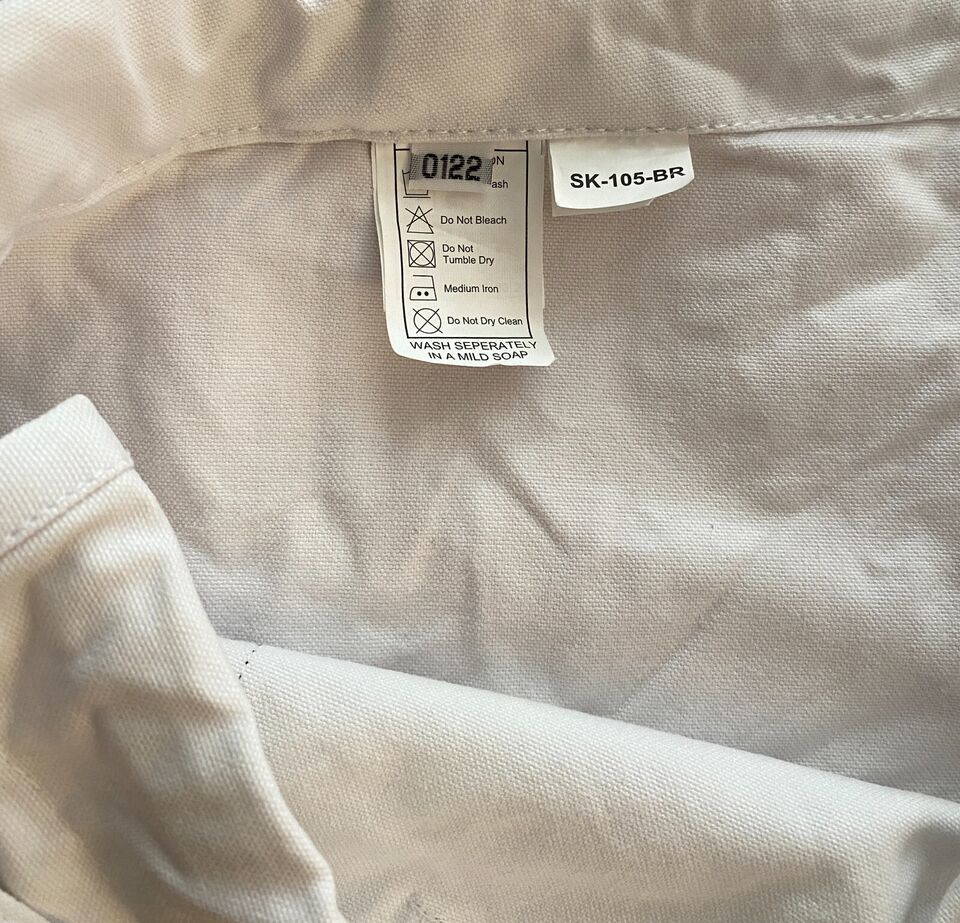 0122
SK-105-BR
Do Not Bleach
Do Not
Tumble Dry
Medium Iron
Do Not Dry Clean
WASH SEPERATELY
IN A MILD SOAP